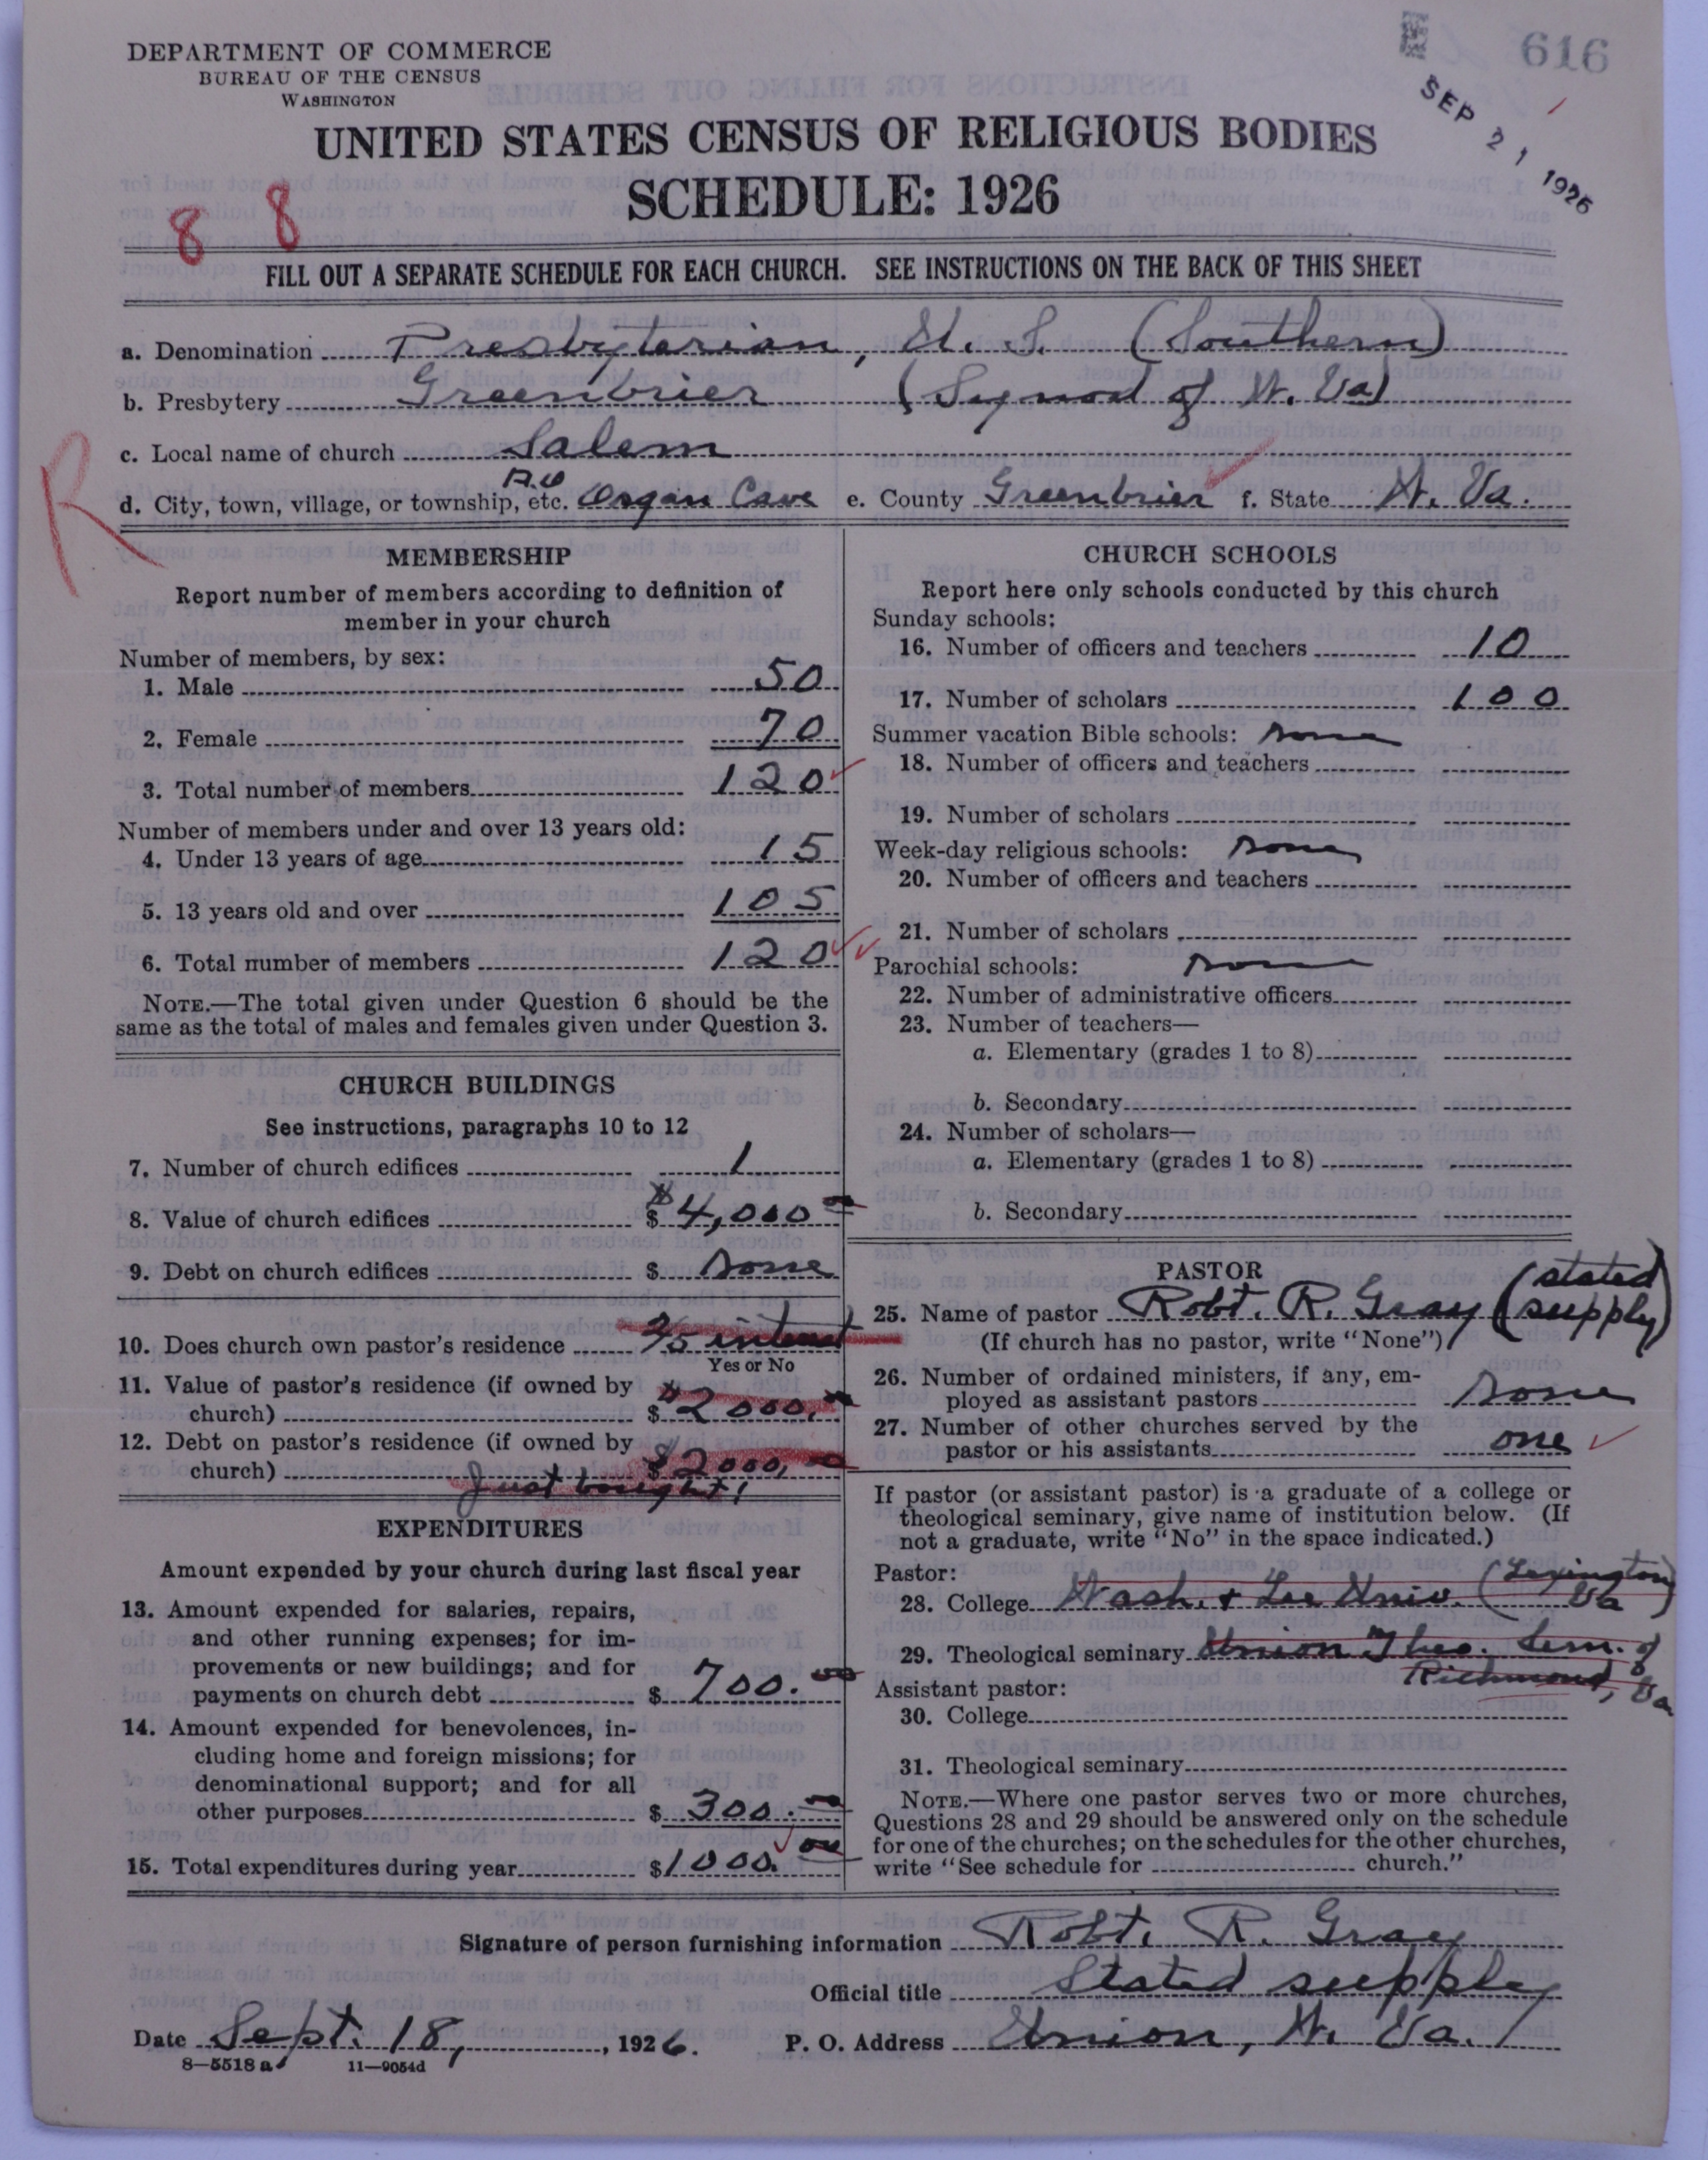 DEPARTMENT OF COMMERCE
BUREAU OF THE CENSUS
WASHINGTON
616
SEP 21 1926
UNITED STATES CENSUS OF RELIGIOUS BODIES
SCHEDULE: 1926
8 8
FILL OUT A SEPARATE SCHEDULE FOR EACH CHURCH. SEE INSTRUCTIONS ON THE BACK OF THIS SHEET
a. Denomination Presbyterian, U. S. (Southern)
b. Presbytery Greenbrier (Synod of W. Va)
c. Local name of church Salem
R
d. City, town, village, or township, etc. P.O. Organ Cave e. County Greenbrier f. State W. Va.
MEMBERSHIP
Report number of members according to definition of
member in your church
Number of members, by sex:
1. Male 50
2. Female 70
3. Total number of members 120
Number of members under and over 13 years old:
4. Under 13 years of age 15
5. 13 years old and over 105
6. Total number of members 120
NOTE.—The total given under Question 6 should be the
same as the total of males and females given under Question 3.
CHURCH BUILDINGS
See instructions, paragraphs 10 to 12
7. Number of church edifices 1
8. Value of church edifices $ $4,000 00
9. Debt on church edifices $ None
10. Does church own pastor's residence 2/5 interest
Yes or No
11. Value of pastor's residence (if owned by
church) $ $2000.00
12. Debt on pastor's residence (if owned by
church) $ $2000,00
Just bought!
EXPENDITURES
Amount expended by your church during last fiscal year
13. Amount expended for salaries, repairs,
and other running expenses; for im-
provements or new buildings; and for
payments on church debt $ 700.00
14. Amount expended for benevolences, in-
cluding home and foreign missions; for
denominational support; and for all
other purposes $ 300.00
15. Total expenditures during year $ 1000.00
CHURCH SCHOOLS
Report here only schools conducted by this church
Sunday schools:
16. Number of officers and teachers 10
17. Number of scholars 100
Summer vacation Bible schools: None
18. Number of officers and teachers
19. Number of scholars
Week-day religious schools: None
20. Number of officers and teachers
21. Number of scholars
Parochial schools: None
22. Number of administrative officers
23. Number of teachers—
a. Elementary (grades 1 to 8)
b. Secondary
24. Number of scholars—
a. Elementary (grades 1 to 8)
b. Secondary
PASTOR
25. Name of pastor Robt. R. Gray (stated supply)
(If church has no pastor, write "None")
26. Number of ordained ministers, if any, em-
ployed as assistant pastors None
27. Number of other churches served by the
pastor or his assistants one
If pastor (or assistant pastor) is a graduate of a college or
theological seminary, give name of institution below. (If
not a graduate, write "No" in the space indicated.)
Pastor:
28. College Wash. + Lee Univ. (Lexington Va)
29. Theological seminary Union Theo. Sem. of
Richmond, Va
Assistant pastor:
30. College
31. Theological seminary
NOTE.—Where one pastor serves two or more churches,
Questions 28 and 29 should be answered only on the schedule
for one of the churches; on the schedules for the other churches,
write "See schedule for church."
Signature of person furnishing information Robt. R. Gray
Official title Stated supply
Date Sept. 18, 1926. P. O. Address Union, W. Va.
8—5518 a 11—9054d